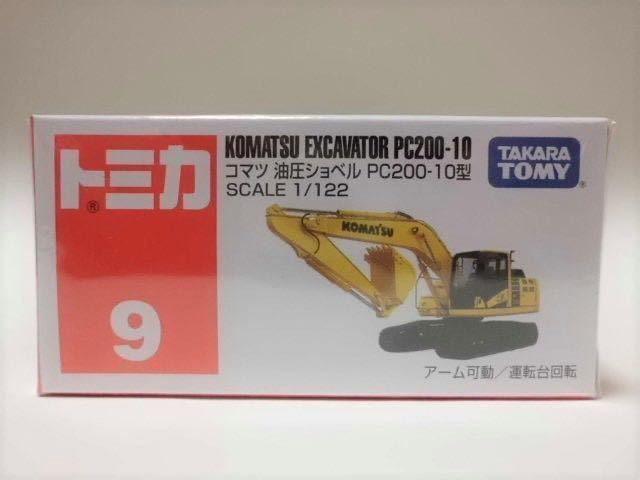 トミカ
®
9
KOMATSU EXCAVATOR PC200-10
コマツ 油圧ショベル PC200-10型
SCALE 1/122
KOMATSU
アーム可動/運転台回転
TAKARA
TOMY
®